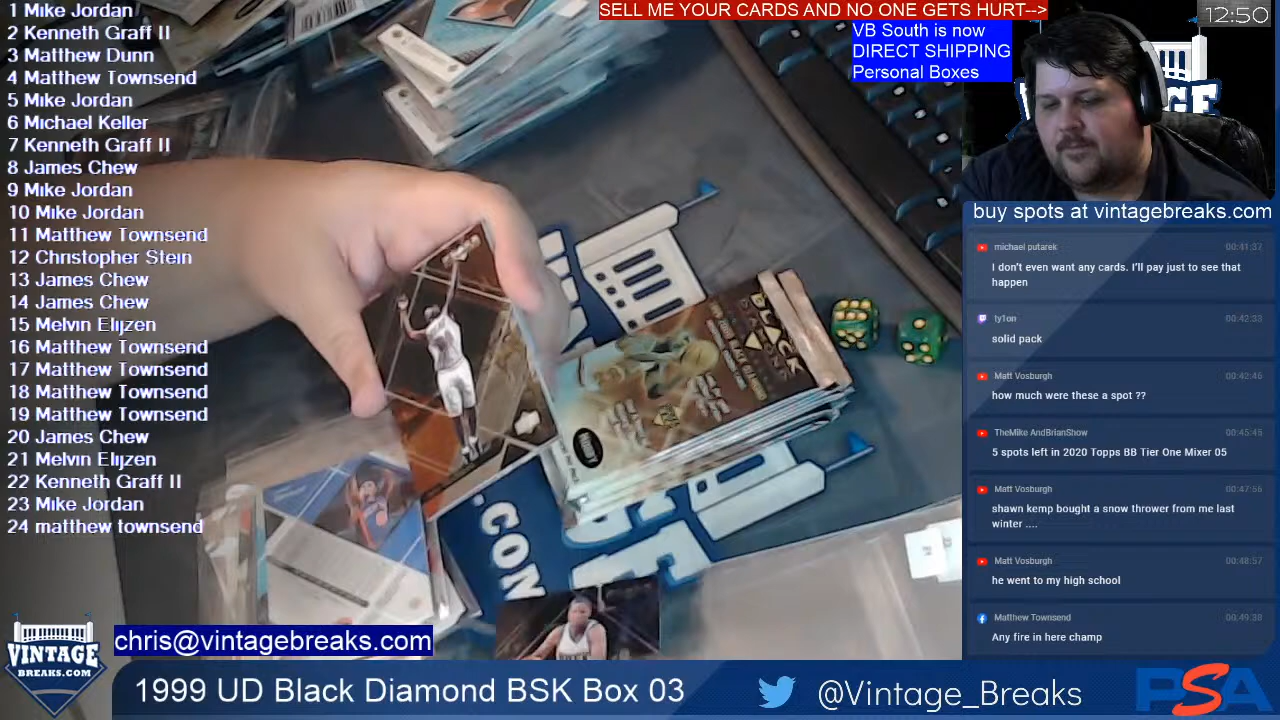 1 Mike Jordan
2 Kenneth Graff II
3 Matthew Dunn
4 Matthew Townsend
5 Mike Jordan
6 Michael Keller
7 Kenneth Graff II
8 James Chew
9 Mike Jordan
10 Mike Jordan
11 Matthew Townsend
12 Christopher Stein
13 James Chew
14 James Chew
15 Melvin Elijzen
16 Matthew Townsend
17 Matthew Townsend
18 Matthew Townsend
19 Matthew Townsend
20 James Chew
21 Melvin Elijzen
22 Kenneth Graff II
23 Mike Jordan
24 matthew townsend
SELL ME YOUR CARDS AND NO ONE GETS HURT-->
VB South is now
DIRECT SHIPPING
Personal Boxes
12:50
buy spots at vintagebreaks.com
michael putarek 00:41:37
I don't even want any cards. I'll pay just to see that
happen
ty1on 00:42:33
solid pack
Matt Vosburgh 00:42:46
how much were these a spot ??
TheMike AndBrianShow 00:45:45
5 spots left in 2020 Topps BB Tier One Mixer 05
Matt Vosburgh 00:47:56
shawn kemp bought a snow thrower from me last
winter ....
Matt Vosburgh 00:48:57
he went to my high school
Matthew Townsend 00:49:38
Any fire in here champ
.CON
VINTAGE
BREAKS.COM
chris@vintagebreaks.com
1999 UD Black Diamond BSK Box 03
@Vintage_Breaks
PSA